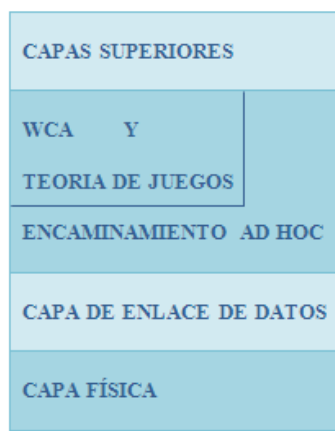 CAPAS SUPERIORES
WCA Y
TEORIA DE JUEGOS
ENCAMINAMIENTO AD HOC
CAPA DE ENLACE DE DATOS
CAPA FÍSICA